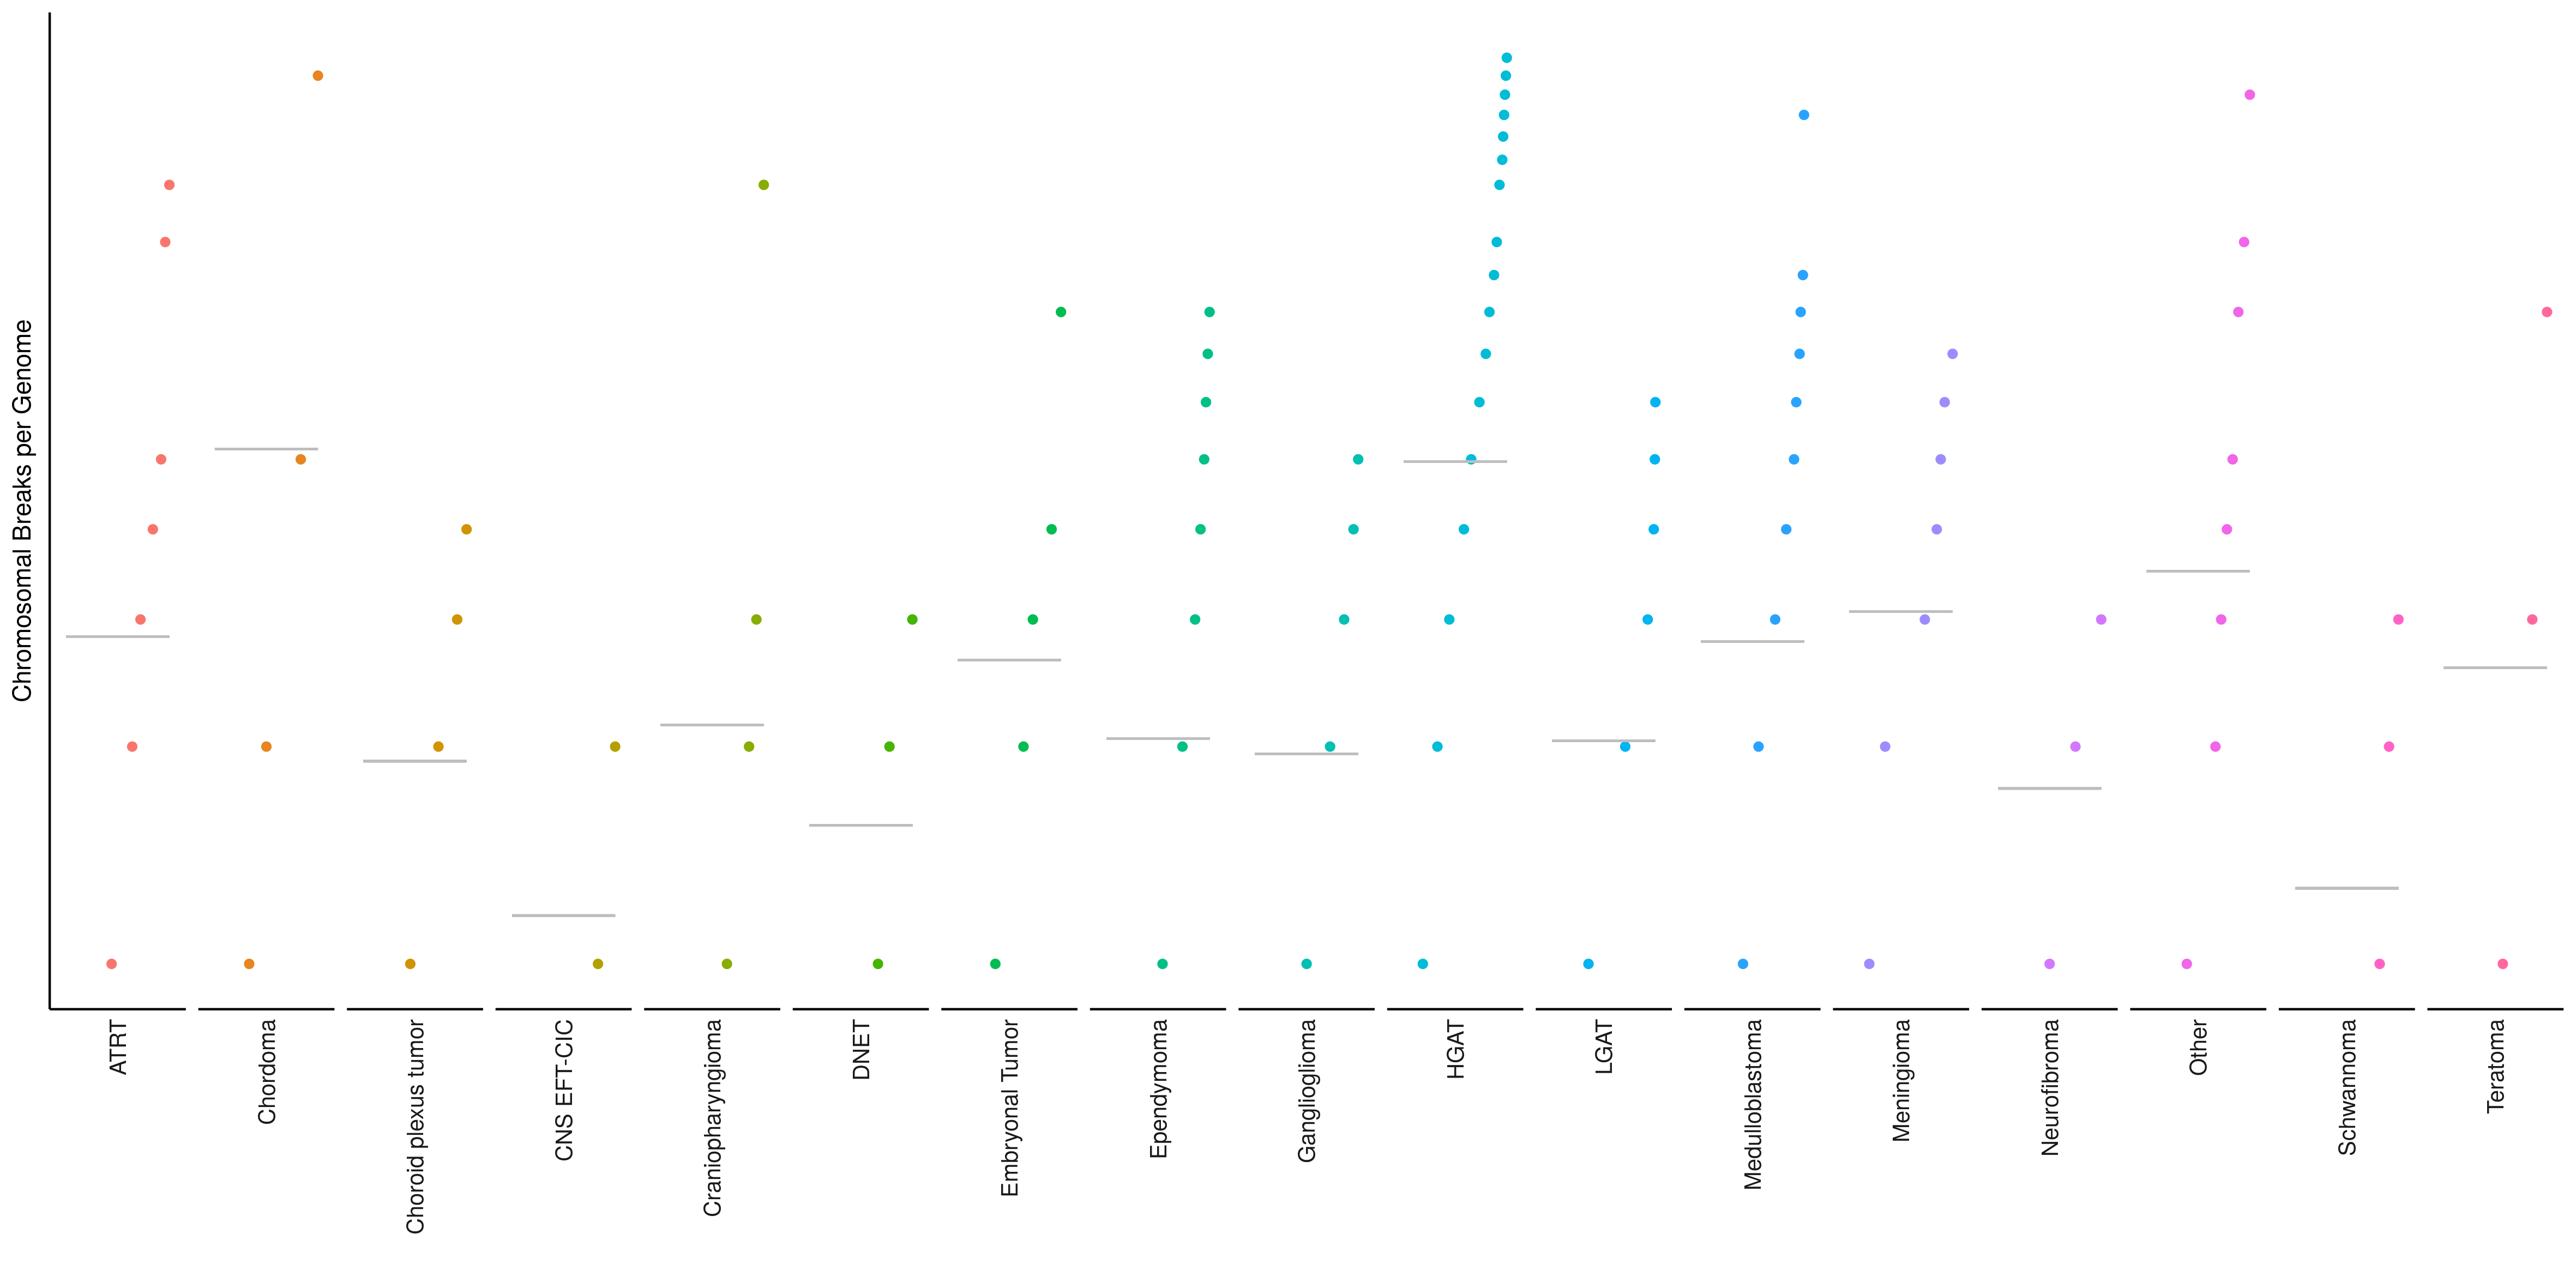 Chromosomal Breaks per Genome
ATRT
Chordoma
Choroid plexus tumor
CNS EFT-CIC
Craniopharyngioma
DNET
Embryonal Tumor
Ependymoma
Ganglioglioma
HGAT
LGAT
Medulloblastoma
Meningioma
Neurofibroma
Other
Schwannoma
Teratoma